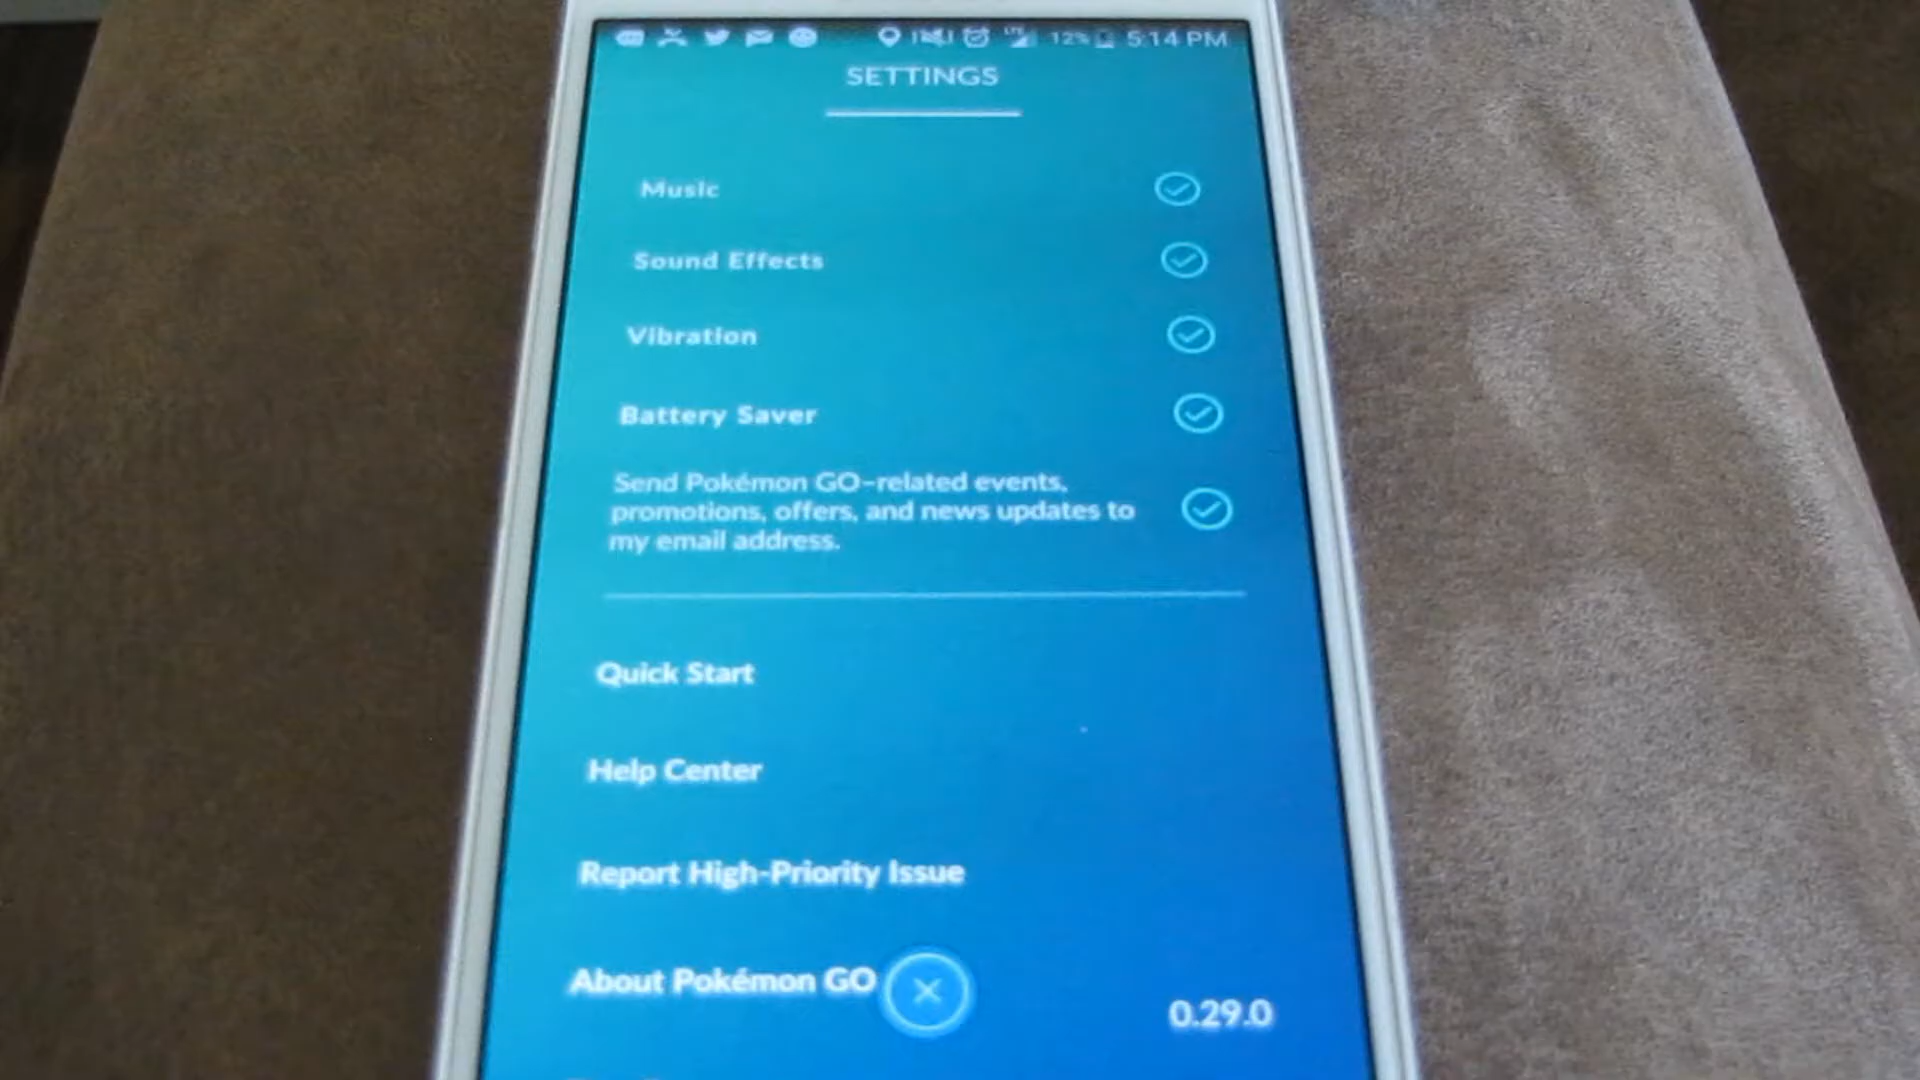 12% 5:14 PM
SETTINGS
Music
Sound Effects
Vibration
Battery Saver
Send Pokémon GO-related events,
promotions, offers, and news updates to
my email address.
Quick Start
Help Center
Report High-Priority Issue
About Pokémon GO
0.29.0